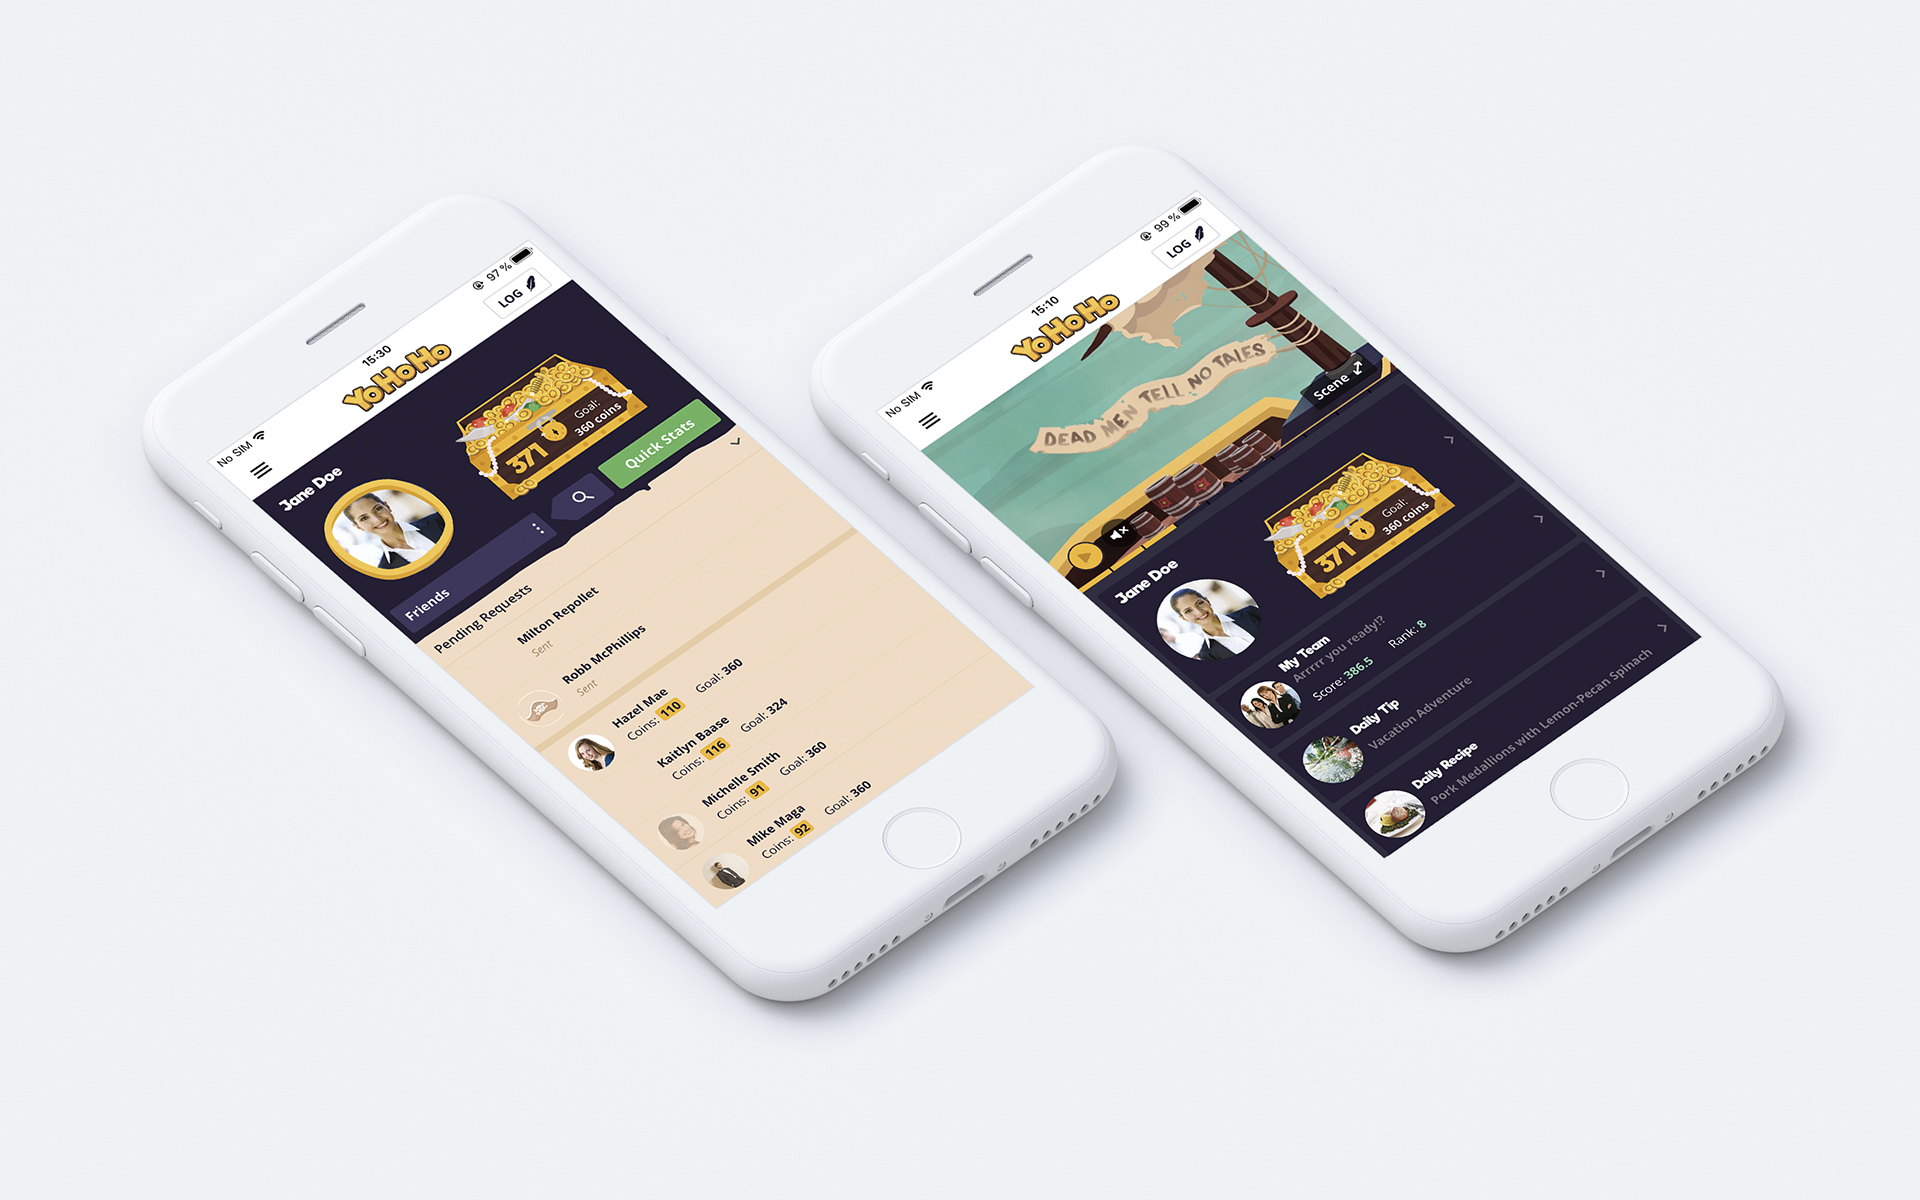 No SIM
15:30
97 %
YoHoHo
LOG
Jane Doe
371
Goal:
360 coins
Friends
Quick Stats
Pending Requests
Milton Repollet
Sent
Robb McPhillips
Sent
Hazel Mae
Coins: 110 Goal: 360
Kaitlyn Baase
Coins: 116 Goal: 324
Michelle Smith
Coins: 91 Goal: 360
Mike Maga
Coins: 92 Goal: 360
No SIM
15:10
99 %
YoHoHo
LOG
DEAD MEN TELL NO TALES
Scene
Jane Doe
371
Goal:
360 coins
My Team
Arrrrr you ready!?
Score: 386.5 Rank: 8
Daily Tip
Vacation Adventure
Daily Recipe
Pork Medallions with Lemon-Pecan Spinach